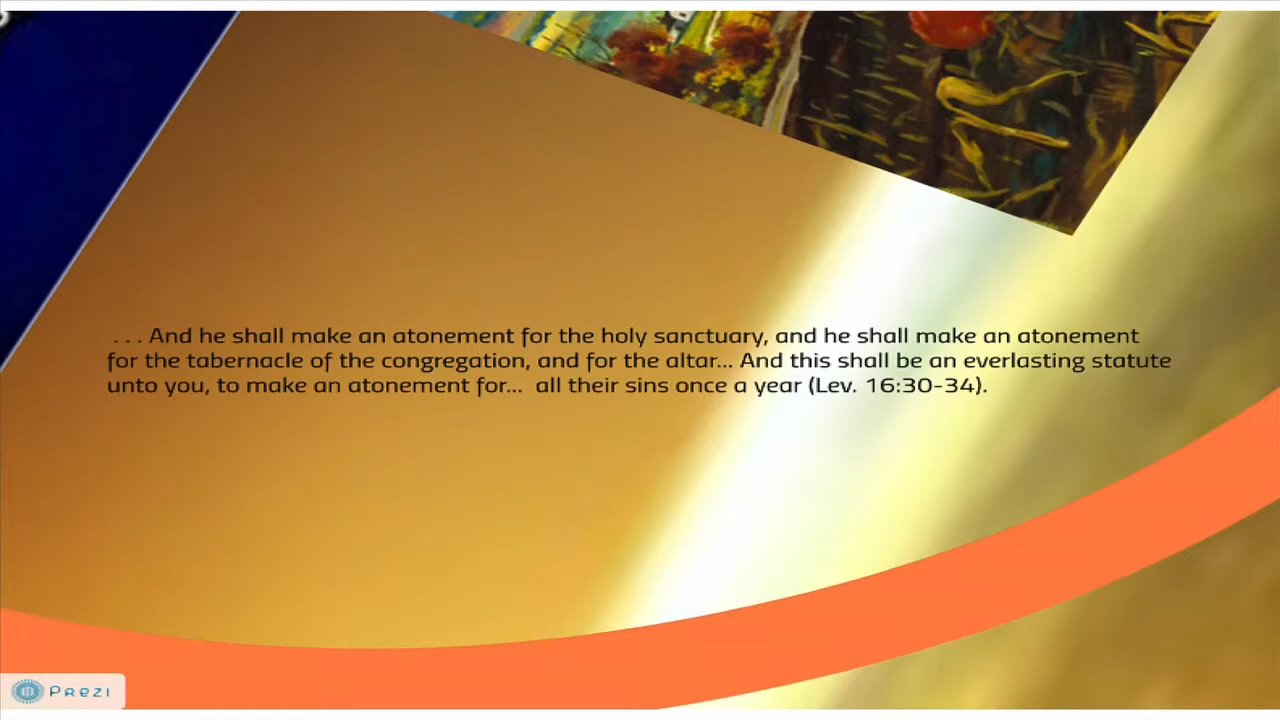 . . . And he shall make an atonement for the holy sanctuary, and he shall make an atonement
for the tabernacle of the congregation, and for the altar... And this shall be an everlasting statute
unto you, to make an atonement for...  all their sins once a year (Lev. 16:30-34).
Prezi